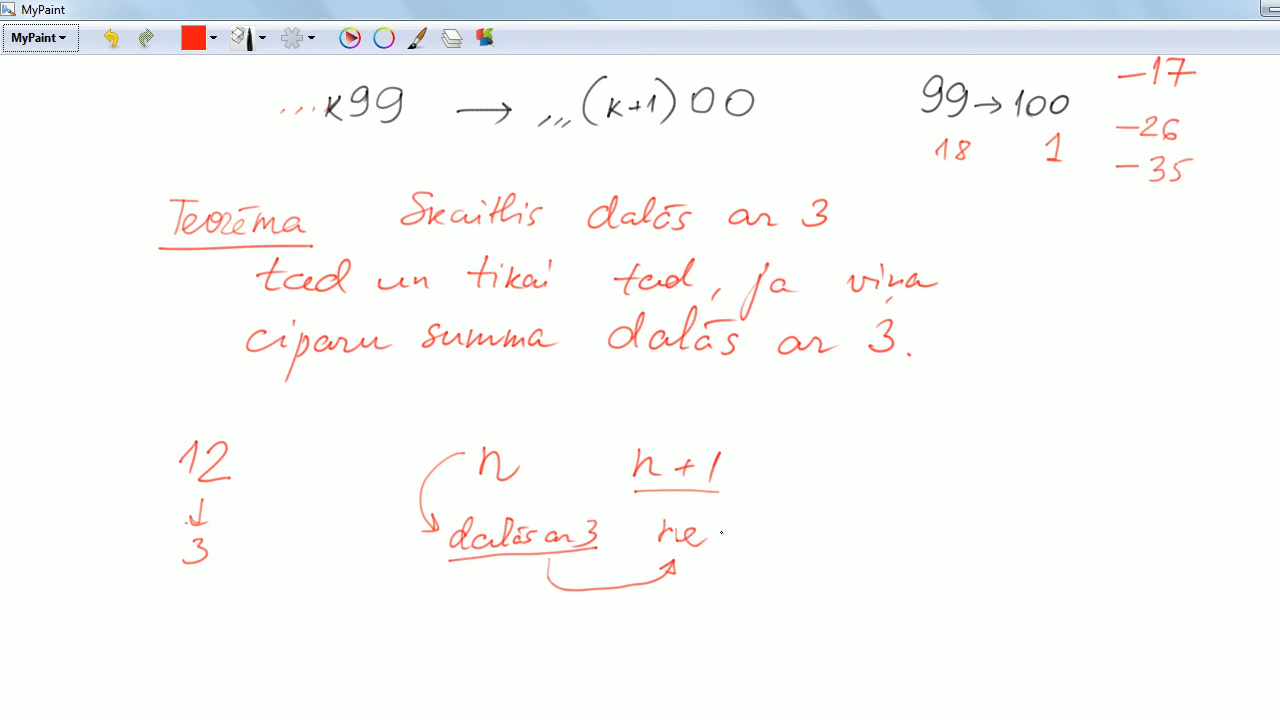 MyPaint
MyPaint
...k99 → ...(k+1)00 99→100 -17
18 1 -26
-35
Teorēma Skaitlis dalās ar 3
tad un tikai tad, ja viņa
ciparu summa dalās ar 3.
12 n n+1
↓ dalās ar 3 ne
3